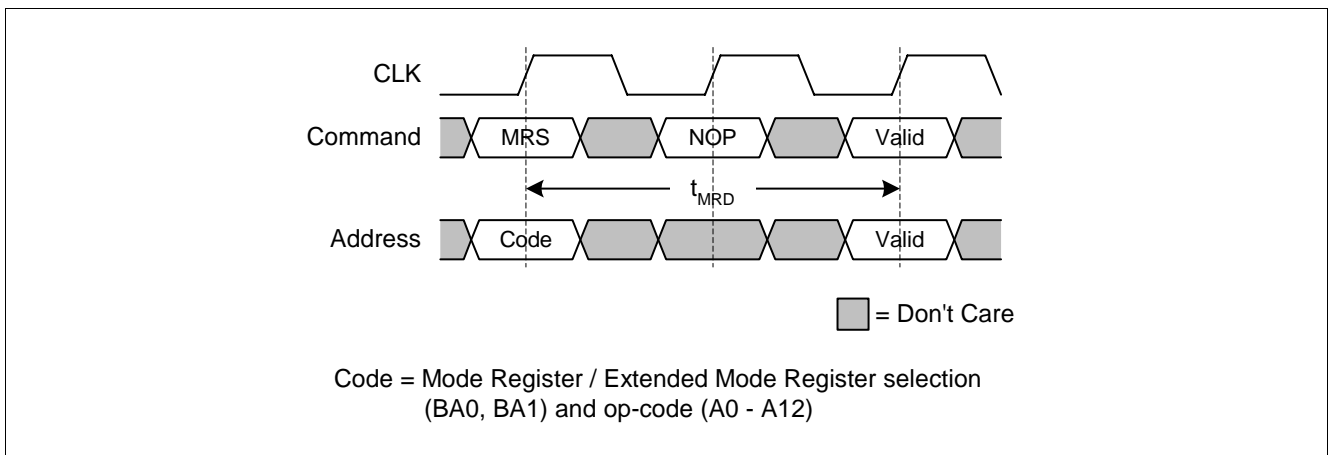 CLK
Command MRS NOP Valid
tMRD
Address Code Valid
= Don't Care
Code = Mode Register / Extended Mode Register selection
(BA0, BA1) and op-code (A0 - A12)